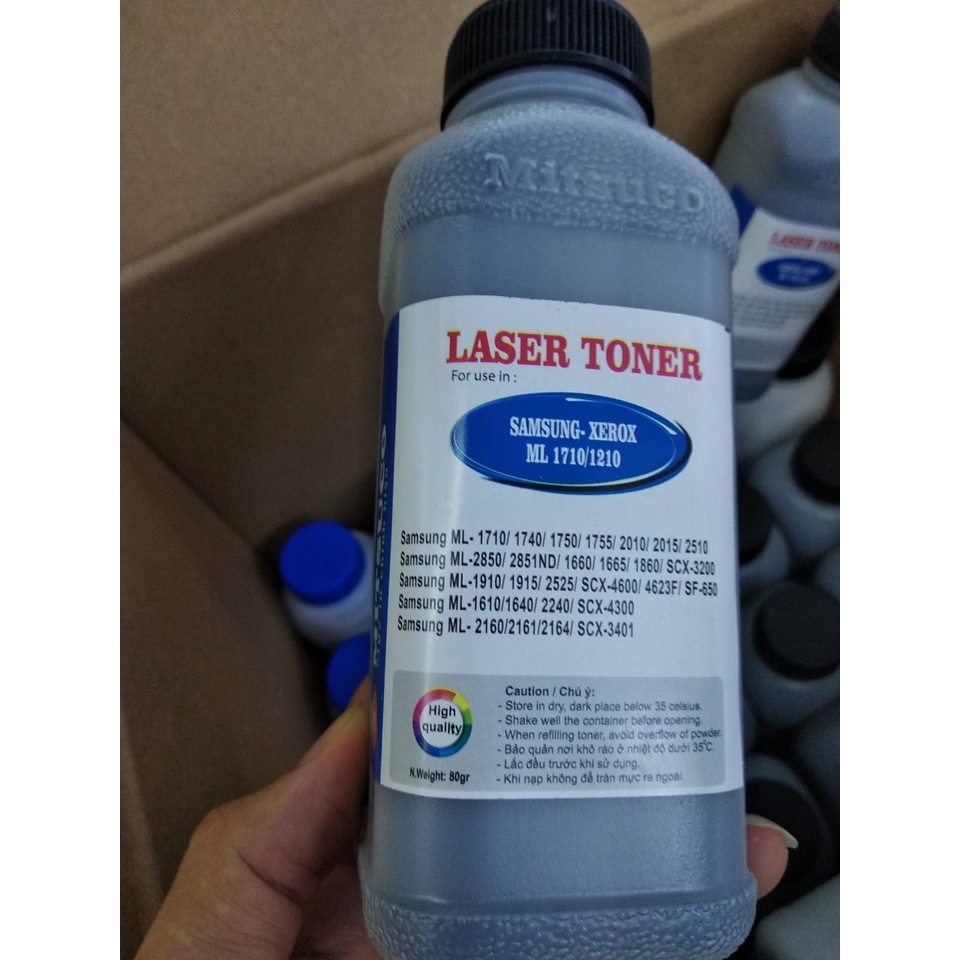 Mitsuco
LASER TONER
For use in :
SAMSUNG- XEROX
ML 1710/1210
Samsung ML- 1710/ 1740/ 1750/ 1755/ 2010/ 2015/ 2510
Samsung ML-2850/ 2851ND/ 1660/ 1665/ 1860/ SCX-3200
Samsung ML-1910/ 1915/ 2525/ SCX-4600/ 4623F/ SF-650
Samsung ML-1610/1640/ 2240/ SCX-4300
Samsung ML- 2160/2161/2164/ SCX-3401
High
quality
N.Weight: 80gr
Caution / Chú ý:
- Store in dry, dark place below 35 celsius.
- Shake well the container before opening.
- When refilling toner, avoid overflow of powder.
- Bảo quản nơi khô ráo ở nhiệt độ dưới 35°C.
- Lắc đều trước khi sử dụng.
- Khi nạp không để tràn mực ra ngoài.
MITSUCO
LASER TONER